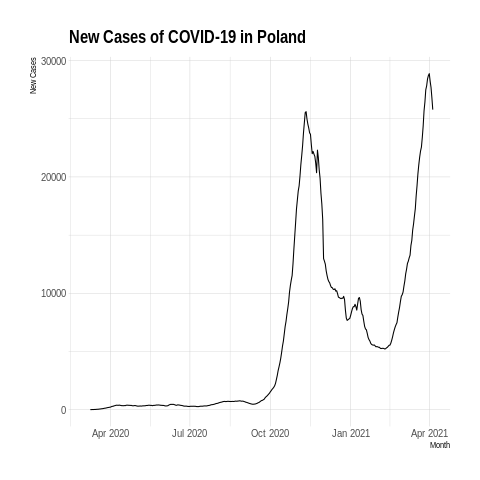 New Cases of COVID-19 in Poland
New Cases
30000
20000
10000
0
Apr 2020 Jul 2020 Oct 2020 Jan 2021 Apr 2021
Month